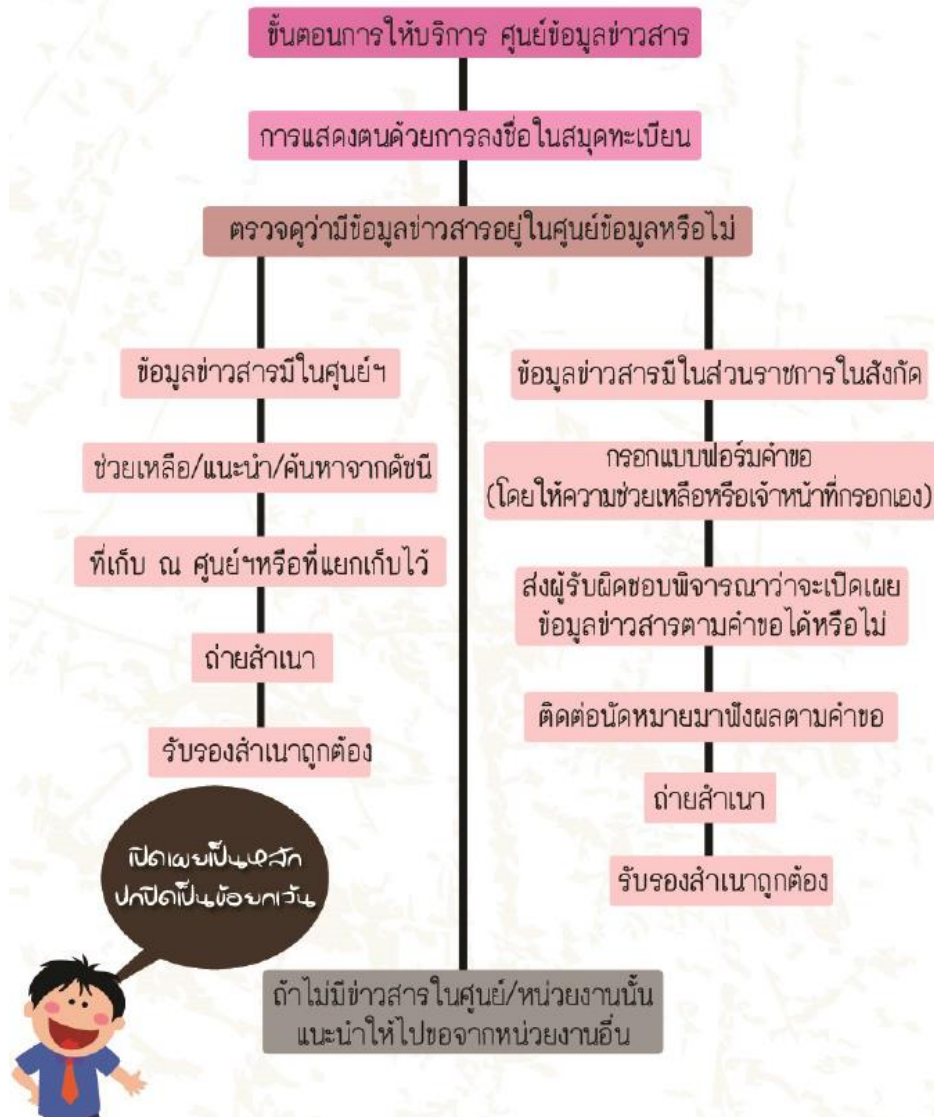 ขั้นตอนการให้บริการ ศูนย์ข้อมูลข่าวสาร
การแสดงตนด้วยการลงชื่อในสมุดทะเบียน
ตรวจดูว่ามีข้อมูลข่าวสารอยู่ในศูนย์ข้อมูลหรือไม่
ข้อมูลข่าวสารมีในศูนย์ฯ
ช่วยเหลือ/แนะนำ/ค้นหาจากดัชนี
ที่เก็บ ณ ศูนย์ฯหรือที่แยกเก็บไว้
ถ่ายสำเนา
รับรองสำเนาถูกต้อง
ข้อมูลข่าวสารมีในส่วนราชการในสังกัด
กรอกแบบฟอร์มคำขอ
(โดยให้ความช่วยเหลือหรือเจ้าหน้าที่กรอกเอง)
ส่งผู้รับผิดชอบพิจารณาว่าจะเปิดเผย
ข้อมูลข่าวสารตามคำขอได้หรือไม่
ติดต่อนัดหมายมาฟังผลตามคำขอ
ถ่ายสำเนา
รับรองสำเนาถูกต้อง
เปิดเผยเป็นหลัก
ปกปิดเป็นข้อยกเว้น
ถ้าไม่มีข่าวสารในศูนย์/หน่วยงานนั้น
แนะนำให้ไปขอจากหน่วยงานอื่น